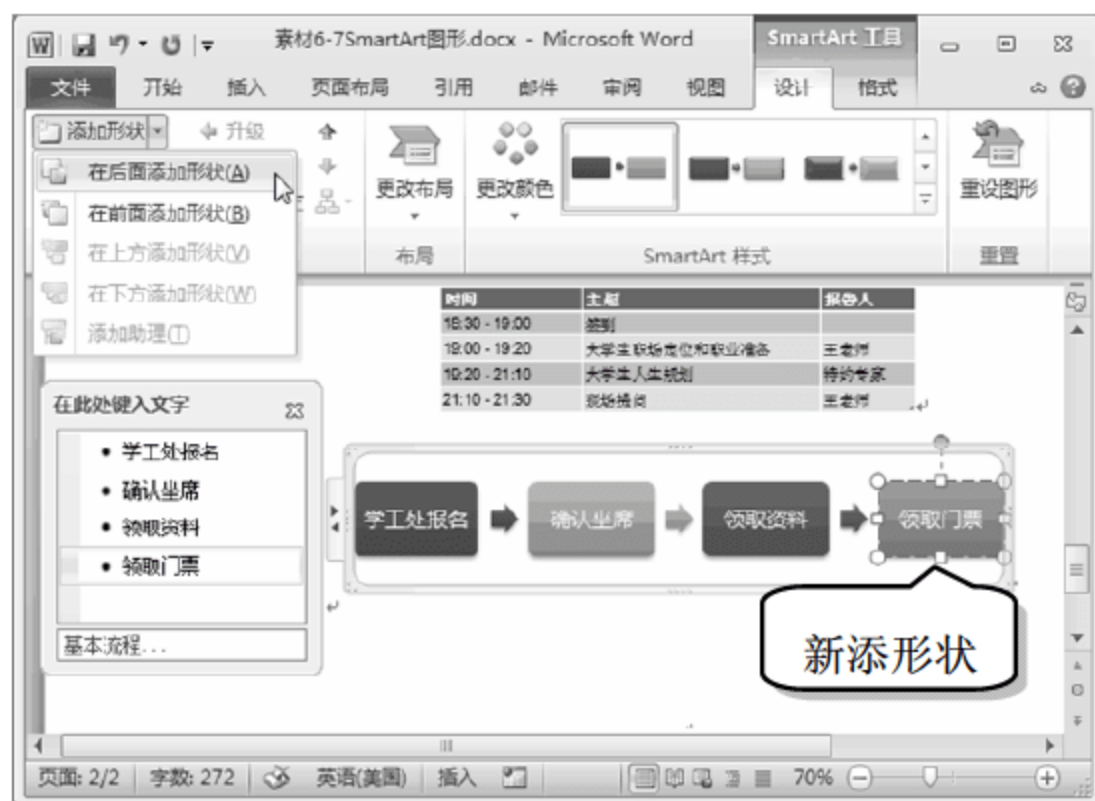 素材6-7SmartArt图形.docx - Microsoft Word
SmartArt 工具
文件 开始 插入 页面布局 引用 邮件 审阅 视图 设计 格式
添加形状 升级
在后面添加形状(A)
在前面添加形状(B)
在上方添加形状(V)
在下方添加形状(W)
添加助理(T)
更改布局 更改颜色 重设图形
布局 SmartArt 样式 重置
时间 主题 报告人
18:30 - 19:00 签到
19:00 - 19:20 大学生职场定位和职业准备 王老师
19:20 - 21:10 大学生人生规划 特约专家
21:10 - 21:30 现场提问 王老师
在此处键入文字
学工处报名
确认坐席
领取资料
领取门票
基本流程...
学工处报名 确认坐席 领取资料 领取门票
新添形状
页面: 2/2 字数: 272 英语(美国) 插入 70%